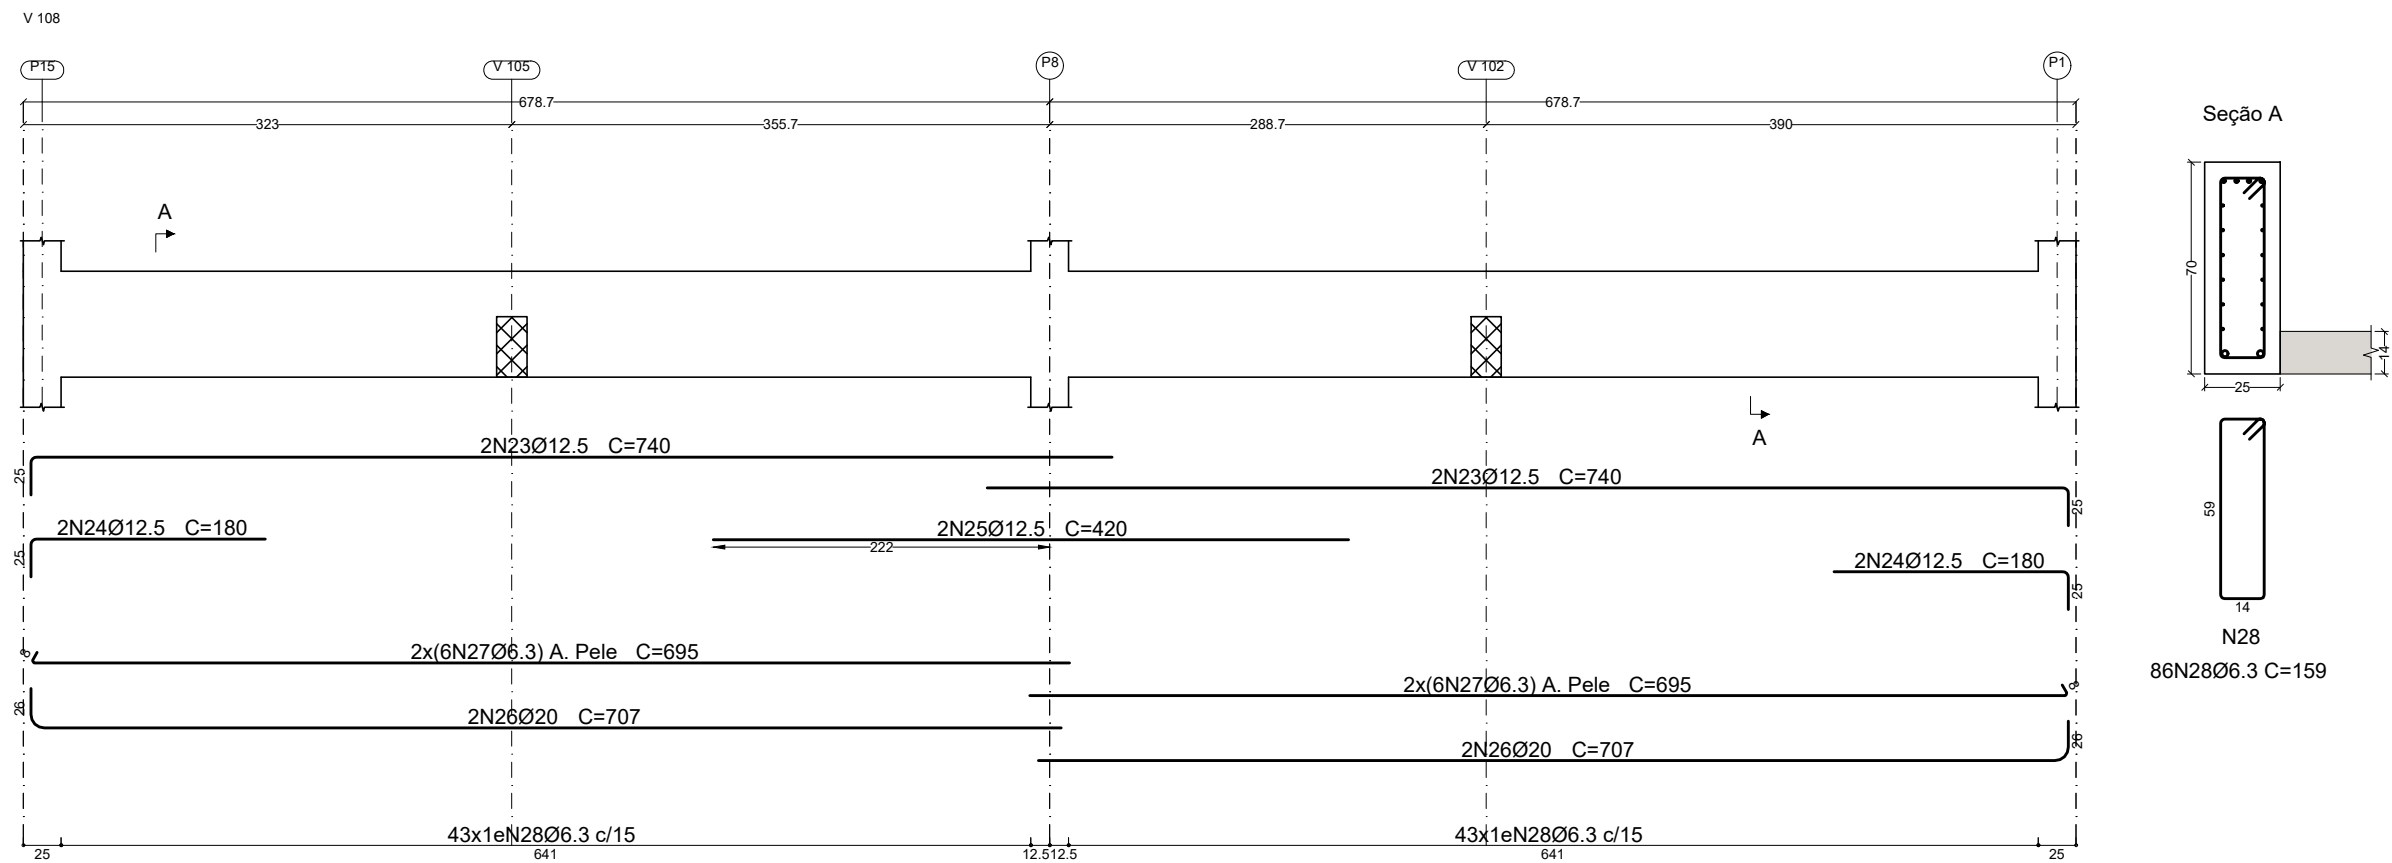 V 108
P15
V 105
P8
V 102
P1
678.7
678.7
323
355.7
288.7
390
Seção A
A
70
14
25
A
2N23Ø12.5 C=740
25
2N23Ø12.5 C=740
25
2N24Ø12.5 C=180
25
2N25Ø12.5 C=420
222
2N24Ø12.5 C=180
25
59
14
N28
86N28Ø6.3 C=159
2x(6N27Ø6.3) A. Pele C=695
8
2x(6N27Ø6.3) A. Pele C=695
8
2N26Ø20 C=707
26
2N26Ø20 C=707
26
43x1eN28Ø6.3 c/15
43x1eN28Ø6.3 c/15
25
641
12.5
12.5
641
25